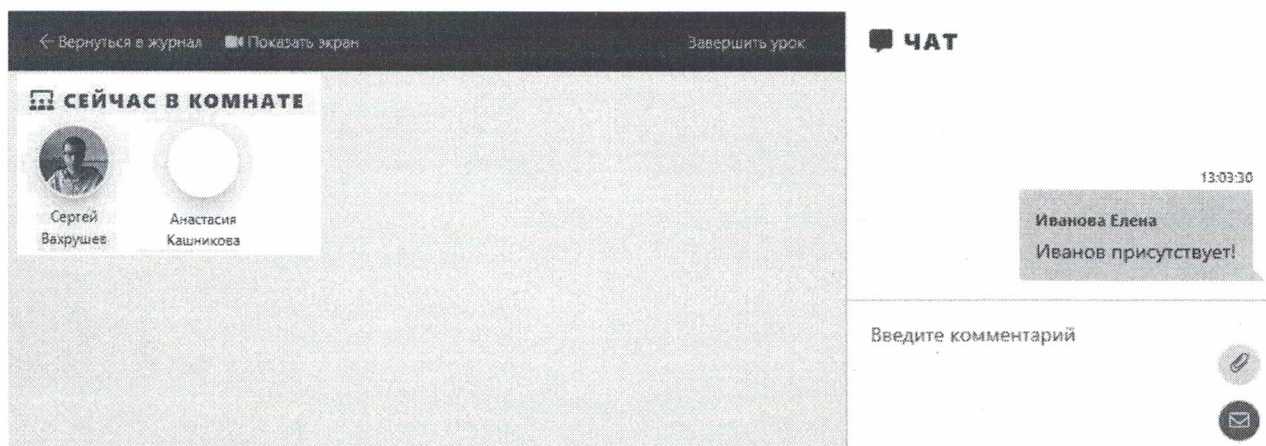 ← Вернуться в журнал Показать экран Завершить урок
СЕЙЧАС В КОМНАТЕ
Сергей
Вахрушев
Анастасия
Кашникова
ЧАТ
13:03:30
Иванова Елена
Иванов присутствует!
Введите комментарий